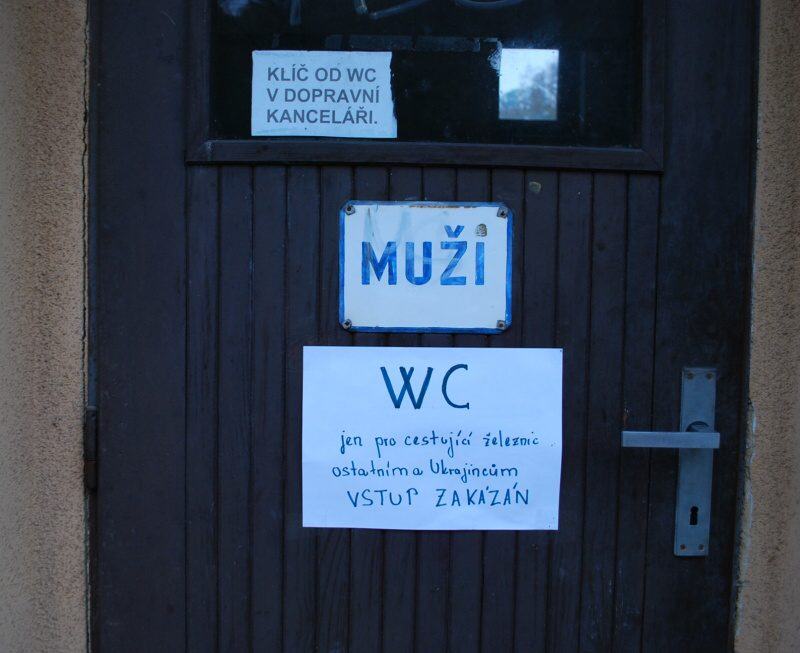 KLÍČ OD WC
V DOPRAVNÍ
KANCELÁŘI.
MUŽI
WC
jen pro cestující železnic
ostatním a Ukrajincům
VSTUP ZAKÁZÁN